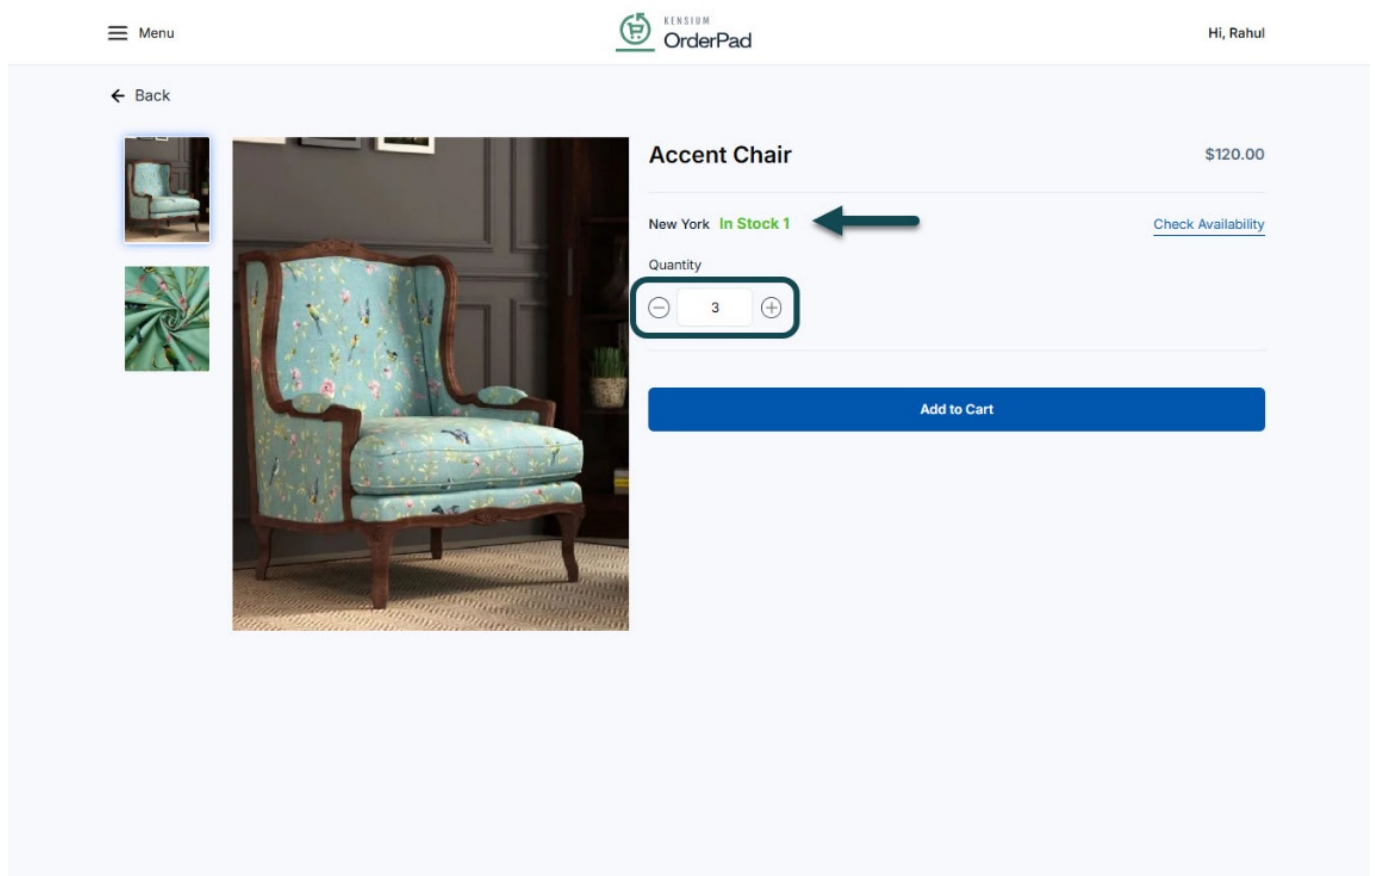 Menu
KENSIUM
OrderPad
Hi, Rahul
Back
Accent Chair
$120.00
New York In Stock 1
Check Availability
Quantity
3
Add to Cart